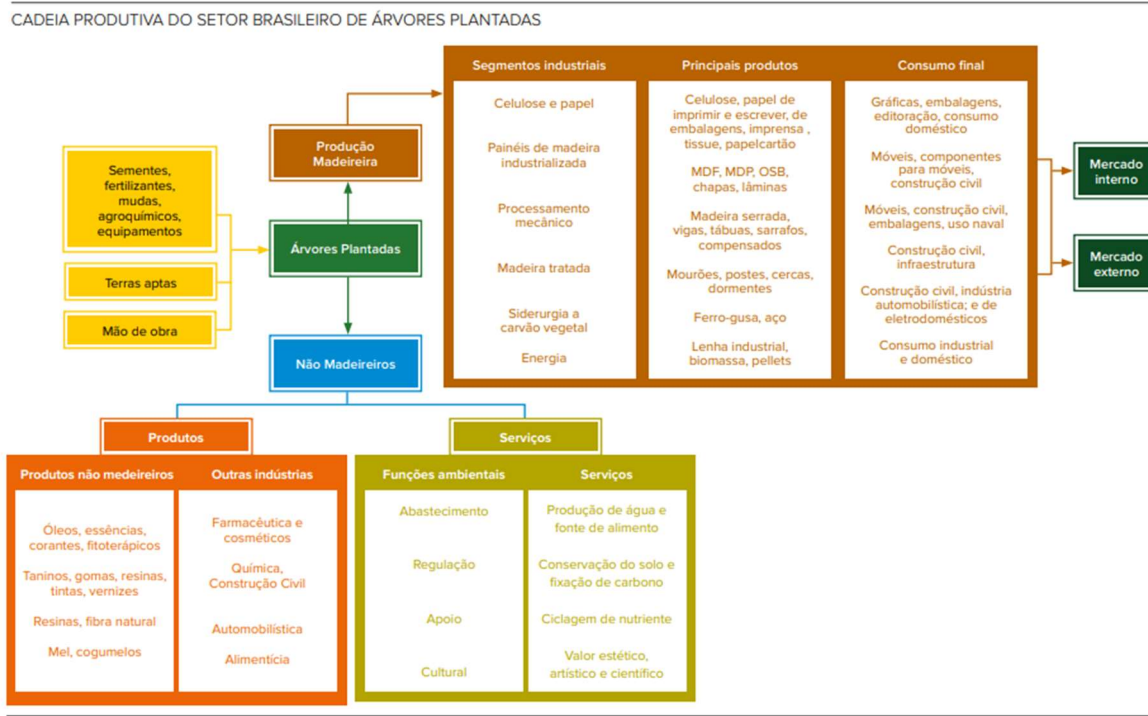 CADEIA PRODUTIVA DO SETOR BRASILEIRO DE ÁRVORES PLANTADAS
Sementes,
fertilizantes,
mudas,
agroquímicos,
equipamentos
Terras aptas
Mão de obra
Produção
Madeireira
Árvores Plantadas
Não Madeireiros
Segmentos industriais
Celulose e papel
Painéis de madeira
industrializada
Processamento
mecânico
Madeira tratada
Siderurgia a
carvão vegetal
Energia
Principais produtos
Celulose, papel de
imprimir e escrever, de
embalagens, imprensa ,
tissue, papelcartão
MDF, MDP, OSB,
chapas, lâminas
Madeira serrada,
vigas, tábuas, sarrafos,
compensados
Mourões, postes, cercas,
dormentes
Ferro-gusa, aço
Lenha industrial,
biomassa, pellets
Consumo final
Gráficas, embalagens,
editoração, consumo
doméstico
Móveis, componentes
para móveis,
construção civil
Móveis, construção civil,
embalagens, uso naval
Construção civil,
infraestrutura
Construção civil, indústria
automobilística; e de
eletrodomésticos
Consumo industrial
e doméstico
Mercado
interno
Mercado
externo
Produtos
Produtos não medeireiros
Óleos, essências,
corantes, fitoterápicos
Taninos, gomas, resinas,
tintas, vernizes
Resinas, fibra natural
Mel, cogumelos
Outras indústrias
Farmacêutica e
cosméticos
Química,
Construção Civil
Automobilística
Alimentícia
Serviços
Funções ambientais
Abastecimento
Regulação
Apoio
Cultural
Serviços
Produção de água e
fonte de alimento
Conservação do solo e
fixação de carbono
Ciclagem de nutriente
Valor estético,
artístico e científico